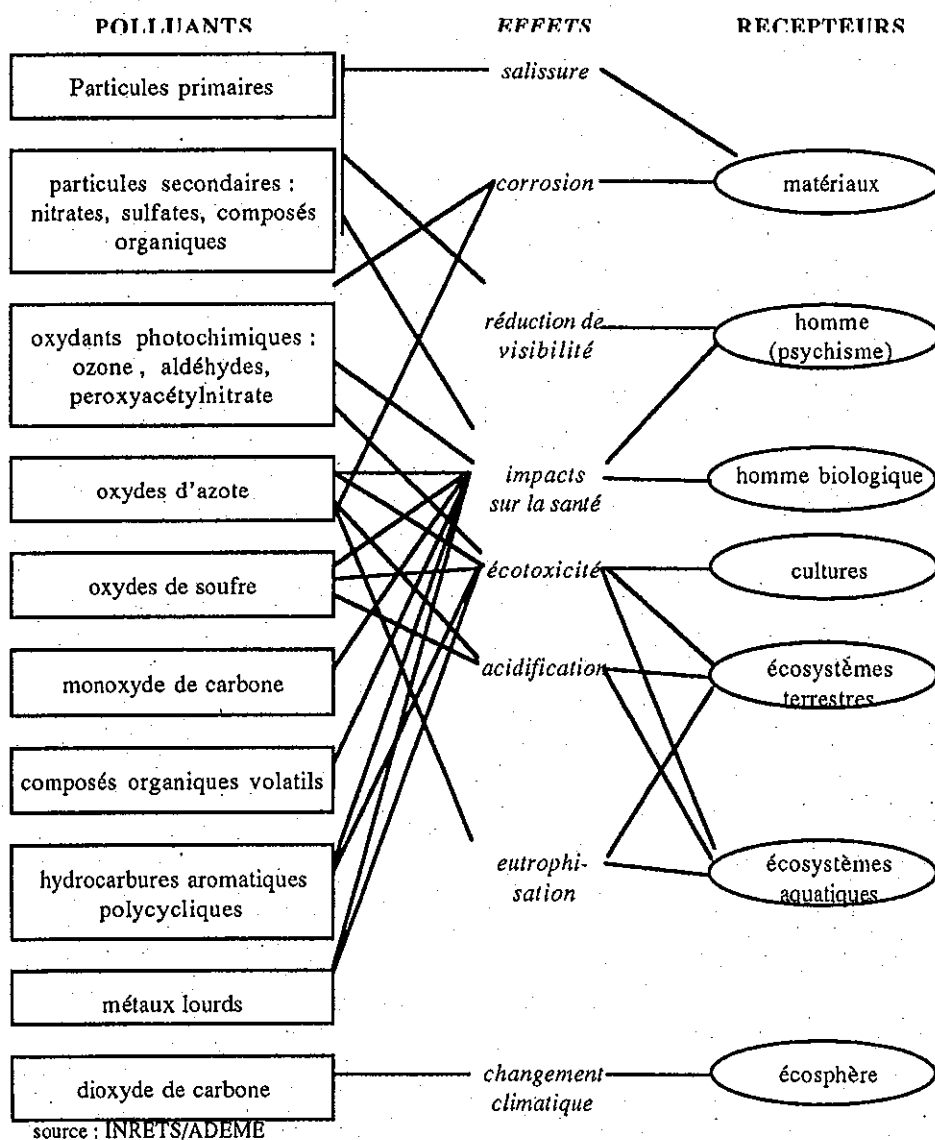 POLLUANTS
EFFETS
RECEPTEURS
Particules primaires
salissure
particules secondaires :
nitrates, sulfates, composés
organiques
corrosion
matériaux
oxydants photochimiques :
ozone , aldéhydes,
peroxyacétylnitrate
réduction de
visibilité
homme
(psychisme)
oxydes d'azote
impacts
sur la santé
homme biologique
oxydes de soufre
écotoxicité
cultures
monoxyde de carbone
acidification
écosystèmes
terrestres
composés organiques volatils
hydrocarbures aromatiques
polycycliques
eutrophi-
sation
écosystèmes
aquatiques
métaux lourds
dioxyde de carbone
changement
climatique
écosphère
source : INRETS/ADEME